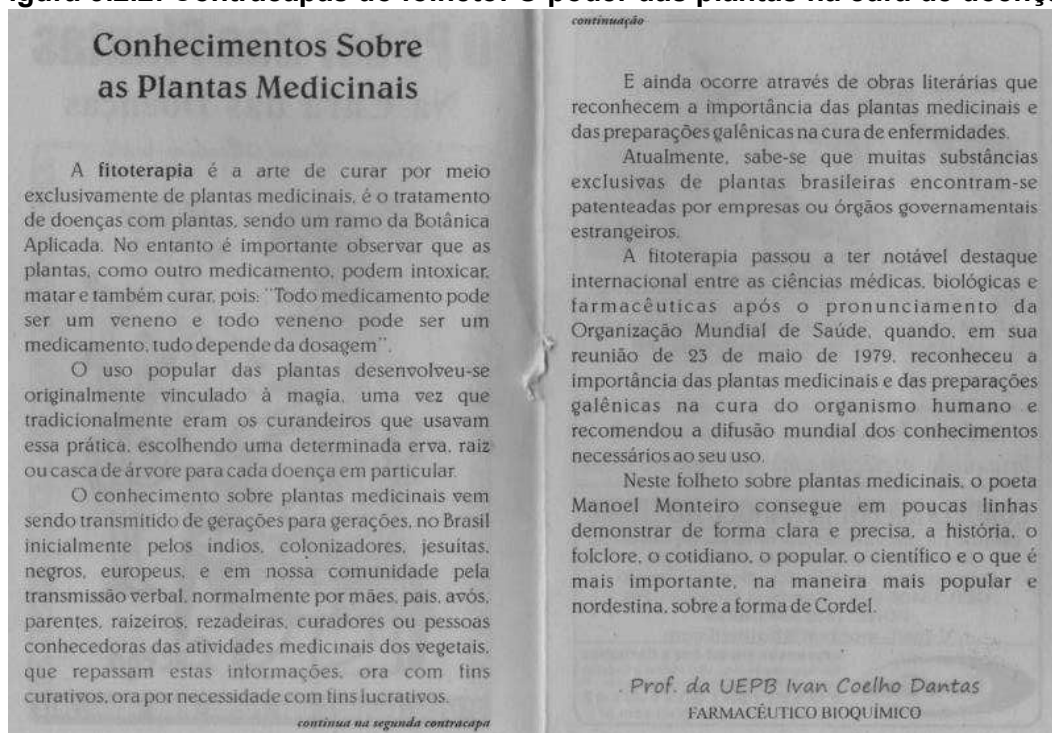 gura 5.2.2: Contracapas do folheto: O poder das plantas na cura de doenç
Conhecimentos Sobre
as Plantas Medicinais
A fitoterapia é a arte de curar por meio
exclusivamente de plantas medicinais, é o tratamento
de doenças com plantas, sendo um ramo da Botânica
Aplicada. No entanto é importante observar que as
plantas, como outro medicamento, podem intoxicar,
matar e também curar, pois: "Todo medicamento pode
ser um veneno e todo veneno pode ser um
medicamento, tudo depende da dosagem".
O uso popular das plantas desenvolveu-se
originalmente vinculado à magia, uma vez que
tradicionalmente eram os curandeiros que usavam
essa prática, escolhendo uma determinada erva, raiz
ou casca de árvore para cada doença em particular.
O conhecimento sobre plantas medicinais vem
sendo transmitido de gerações para gerações, no Brasil
inicialmente pelos índios, colonizadores, jesuítas,
negros, europeus, e em nossa comunidade pela
transmissão verbal, normalmente por mães, pais, avós,
parentes, raizeiros, rezadeiras, curadores ou pessoas
conhecedoras das atividades medicinais dos vegetais,
que repassam estas informações, ora com fins
curativos, ora por necessidade com fins lucrativos.
continua na segunda contracapa
continuação
E ainda ocorre através de obras literárias que
reconhecem a importância das plantas medicinais e
das preparações galênicas na cura de enfermidades.
Atualmente, sabe-se que muitas substâncias
exclusivas de plantas brasileiras encontram-se
patenteadas por empresas ou órgãos governamentais
estrangeiros.
A fitoterapia passou a ter notável destaque
internacional entre as ciências médicas, biológicas e
farmacêuticas após o pronunciamento da
Organização Mundial de Saúde, quando, em sua
reunião de 23 de maio de 1979, reconheceu a
importância das plantas medicinais e das preparações
galênicas na cura do organismo humano e
recomendou a difusão mundial dos conhecimentos
necessários ao seu uso.
Neste folheto sobre plantas medicinais, o poeta
Manoel Monteiro consegue em poucas linhas
demonstrar de forma clara e precisa, a história, o
folclore, o cotidiano, o popular, o científico e o que é
mais importante, na maneira mais popular e
nordestina, sobre a forma de Cordel.
. Prof. da UEPB Ivan Coelho Dantas
FARMACÊUTICO BIOQUÍMICO